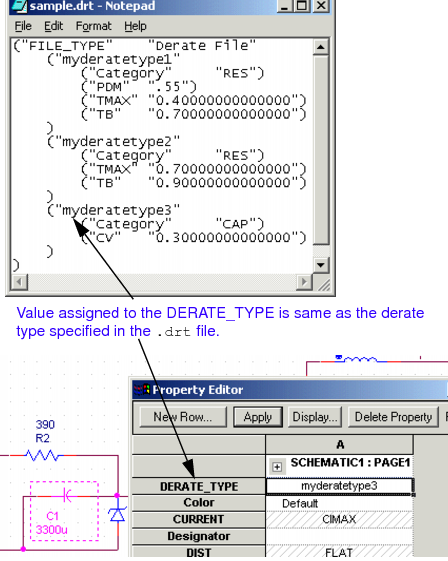 sample.drt - Notepad
File Edit Format Help
("FILE_TYPE" "Derate File"
("myderatetype1"
("Category" "RES")
("PDM" ".55")
("TMAX" "0.40000000000000")
("TB" "0.70000000000000")
)
("myderatetype2"
("Category" "RES")
("TMAX" "0.70000000000000")
("TB" "0.90000000000000")
)
("myderatetype3"
("Category" "CAP")
("CV" "0.30000000000000")
)
)
Value assigned to the DERATE_TYPE is same as the derate
type specified in the .drt file.
390
R2
C1
3300u
Property Editor
New Row... Apply Display... Delete Property
A
SCHEMATIC1 : PAGE1
DERATE_TYPE myderatetype3
Color Default
CURRENT CIMAX
Designator
DIST FLAT